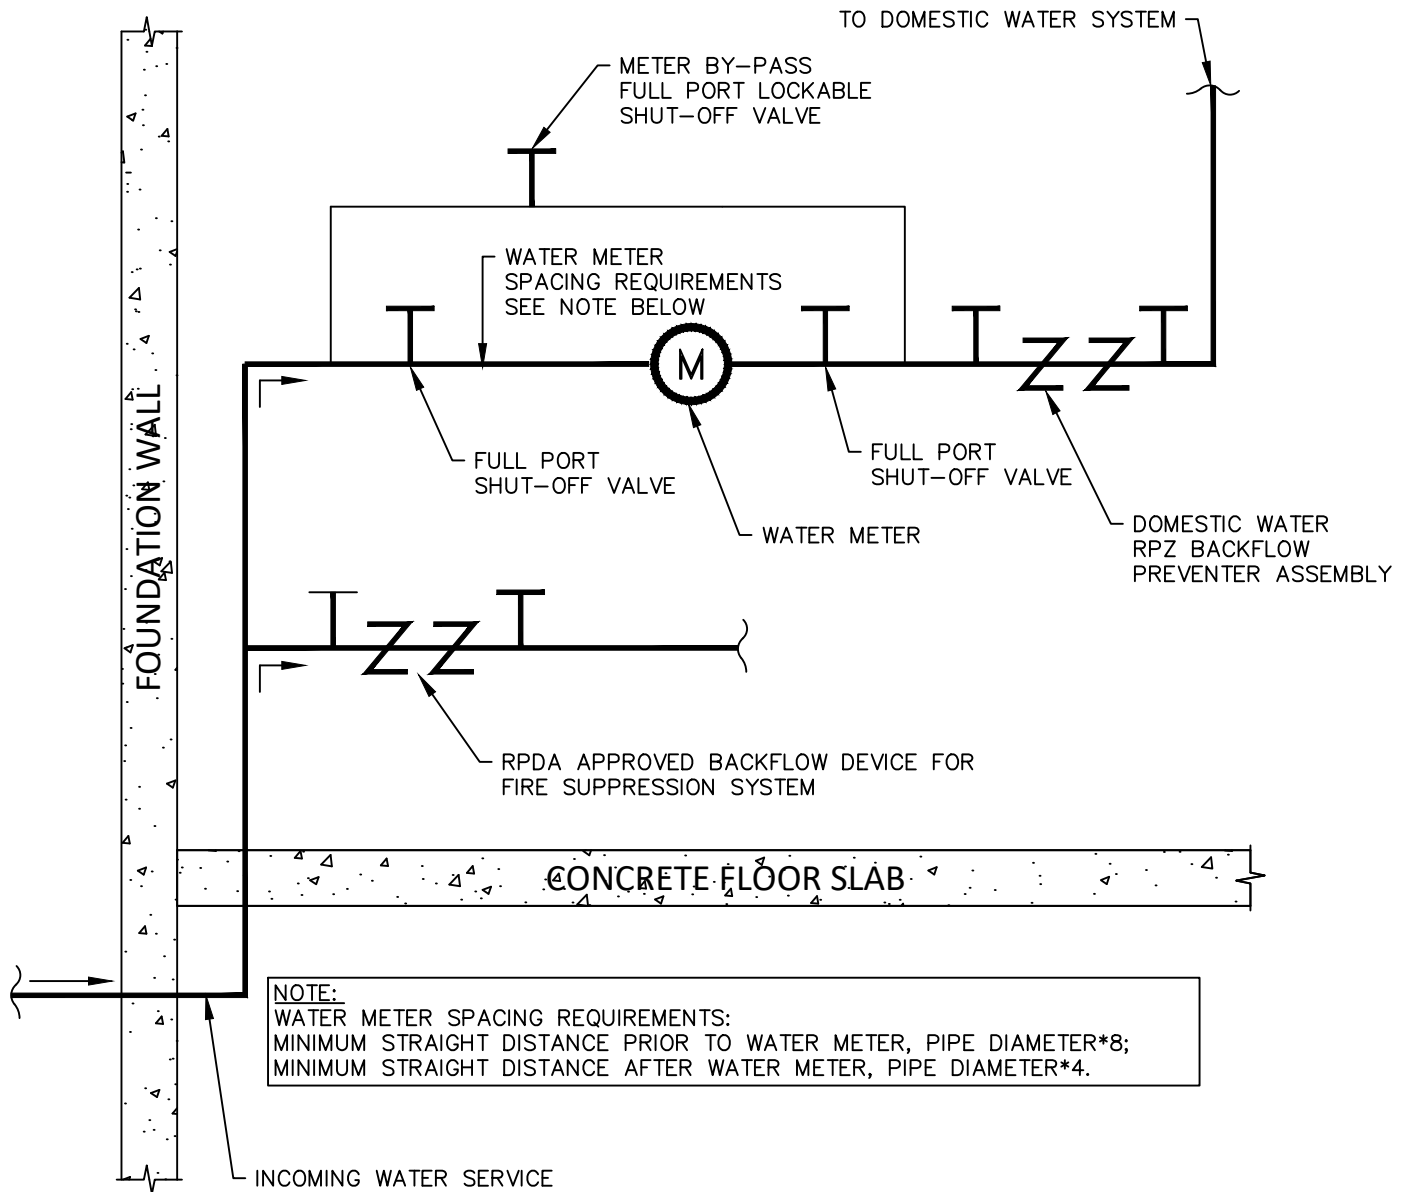 TO DOMESTIC WATER SYSTEM
METER BY-PASS
FULL PORT LOCKABLE
SHUT-OFF VALVE
WATER METER
SPACING REQUIREMENTS
SEE NOTE BELOW
M
FOUNDATION WALL
FULL PORT
SHUT-OFF VALVE
FULL PORT
SHUT-OFF VALVE
WATER METER
DOMESTIC WATER
RPZ BACKFLOW
PREVENTER ASSEMBLY
RPDA APPROVED BACKFLOW DEVICE FOR
FIRE SUPPRESSION SYSTEM
CONCRETE FLOOR SLAB
NOTE:
WATER METER SPACING REQUIREMENTS:
MINIMUM STRAIGHT DISTANCE PRIOR TO WATER METER, PIPE DIAMETER*8;
MINIMUM STRAIGHT DISTANCE AFTER WATER METER, PIPE DIAMETER*4.
INCOMING WATER SERVICE